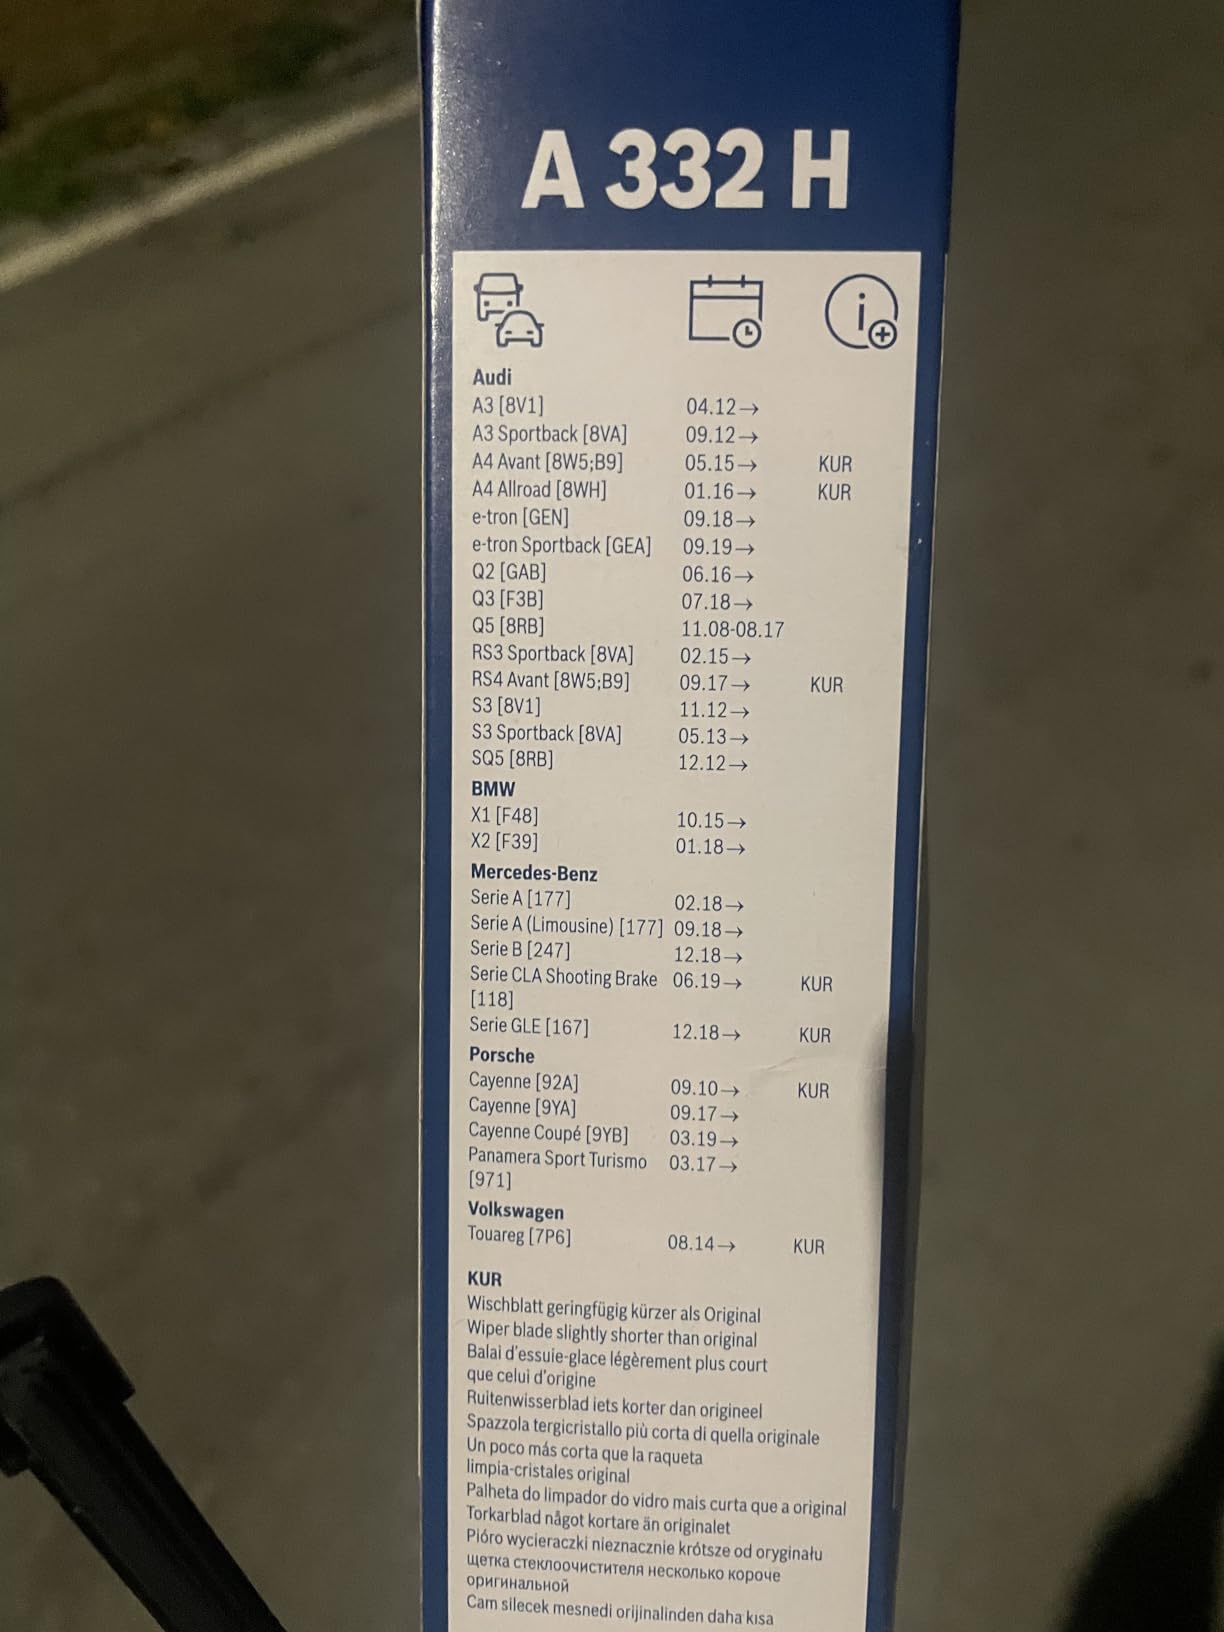 A 332 H
Audi
A3 [8V1] 04.12→
A3 Sportback [8VA] 09.12→
A4 Avant [8W5;B9] 05.15→ KUR
A4 Allroad [8WH] 01.16→ KUR
e-tron [GEN] 09.18→
e-tron Sportback [GEA] 09.19→
Q2 [GAB] 06.16→
Q3 [F3B] 07.18→
Q5 [8RB] 11.08-08.17
RS3 Sportback [8VA] 02.15→
RS4 Avant [8W5;B9] 09.17→ KUR
S3 [8V1] 11.12→
S3 Sportback [8VA] 05.13→
SQ5 [8RB] 12.12→
BMW
X1 [F48] 10.15→
X2 [F39] 01.18→
Mercedes-Benz
Serie A [177] 02.18→
Serie A (Limousine) [177] 09.18→
Serie B [247] 12.18→
Serie CLA Shooting Brake 06.19→ KUR
[118]
Serie GLE [167] 12.18→ KUR
Porsche
Cayenne [92A] 09.10→ KUR
Cayenne [9YA] 09.17→
Cayenne Coupé [9YB] 03.19→
Panamera Sport Turismo 03.17→
[971]
Volkswagen
Touareg [7P6] 08.14→ KUR
KUR
Wischblatt geringfügig kürzer als Original
Wiper blade slightly shorter than original
Balai d'essuie-glace légèrement plus court
que celui d'origine
Ruitenwisserblad iets korter dan origineel
Spazzola tergicristallo più corta di quella originale
Un poco más corta que la raqueta
limpia-cristales original
Palheta do limpador do vidro mais curta que a original
Torkarblad något kortare än originalet
Pióro wycieraczki nieznacznie krótsze od oryginału
щетка стеклоочистителя несколько короче
оригинальной
Cam silecek mesnedi orijinalinden daha kısa